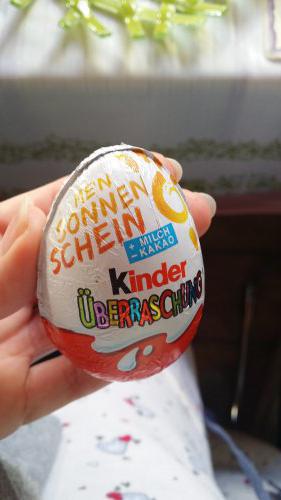 SONNEN
SCHEIN
+ MILCH
- KAKAO
Kinder
ÜBERRASCHUNG